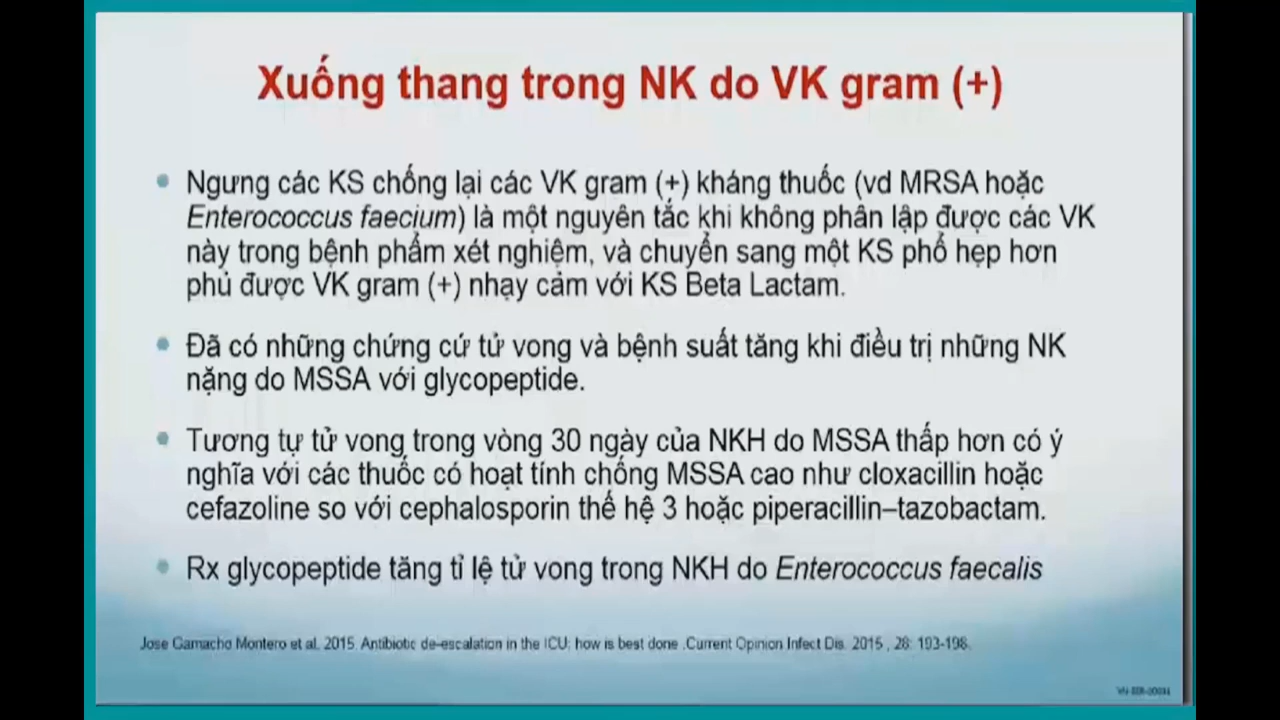 Xuống thang trong NK do VK gram (+)
Ngưng các KS chống lại các VK gram (+) kháng thuốc (vd MRSA hoặc
Enterococcus faecium) là một nguyên tắc khi không phân lập được các VK
này trong bệnh phẩm xét nghiệm, và chuyển sang một KS phổ hẹp hơn
phủ được VK gram (+) nhạy cảm với KS Beta Lactam.
Đã có những chứng cứ tử vong và bệnh suất tăng khi điều trị những NK
nặng do MSSA với glycopeptide.
Tương tự tử vong trong vòng 30 ngày của NKH do MSSA thấp hơn có ý
nghĩa với các thuốc có hoạt tính chống MSSA cao như cloxacillin hoặc
cefazoline so với cephalosporin thế hệ 3 hoặc piperacillin–tazobactam.
Rx glycopeptide tăng tỉ lệ tử vong trong NKH do Enterococcus faecalis
Jose Gamacho Montero et al. 2015. Antibiotic de-escalation in the ICU: how is best done .Current Opinion Infect Dis. 2015 , 28: 193-198.